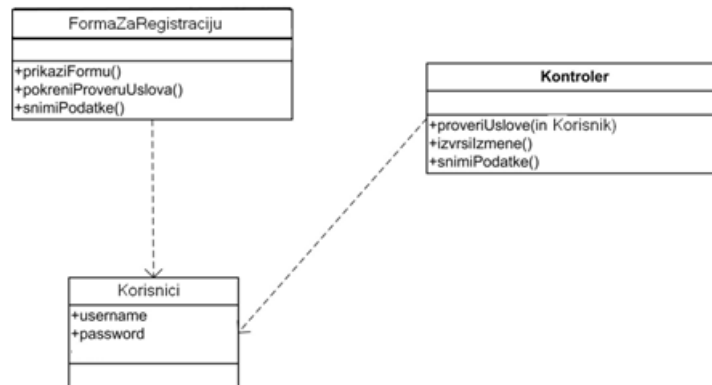 FormaZaRegistraciju
+prikaziFormu()
+pokreniProveruUslova()
+snimiPodatke()
Kontroler
+proveriUslove(in Korisnik)
+izvrsiIzmene()
+snimiPodatke()
Korisnici
+username
+password